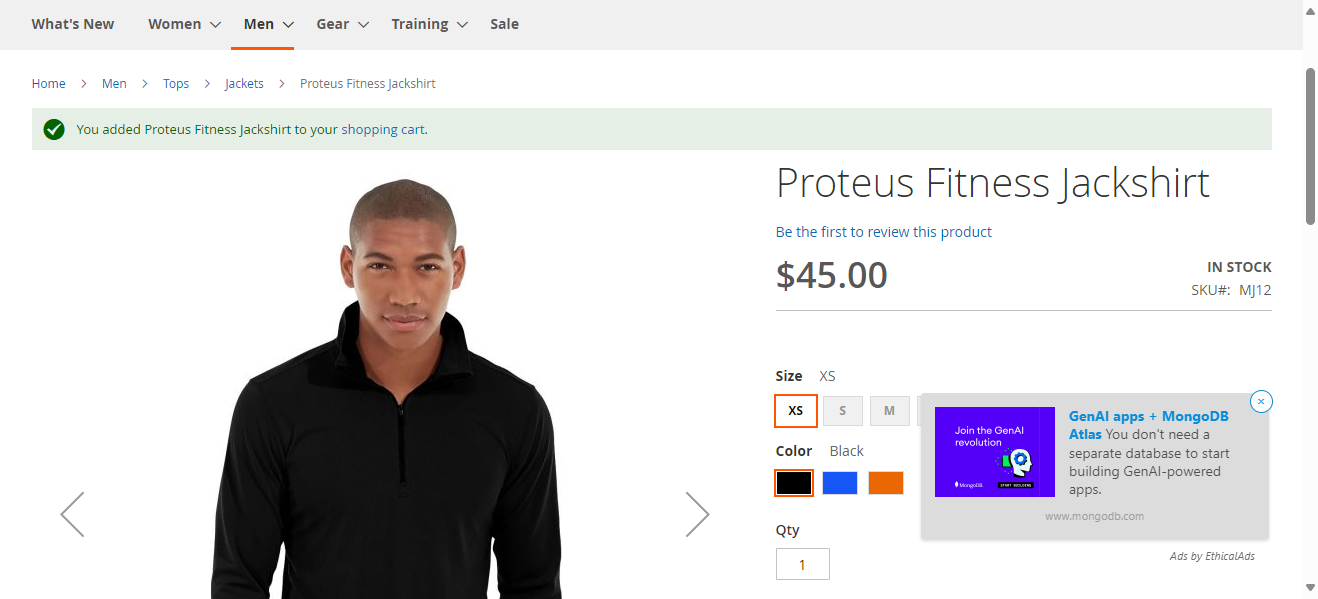 What's New Women Men Gear Training Sale
Home Men Tops Jackets Proteus Fitness Jackshirt
You added Proteus Fitness Jackshirt to your shopping cart.
Proteus Fitness Jackshirt
Be the first to review this product
$45.00
IN STOCK
SKU#: MJ12
Size XS
XS S M
Color Black
Qty
1
Join the GenAI
revolution
MongoDB
START BUILDING
GenAI apps + MongoDB
Atlas You don't need a
separate database to start
building GenAI-powered
apps.
www.mongodb.com
Ads by EthicalAds